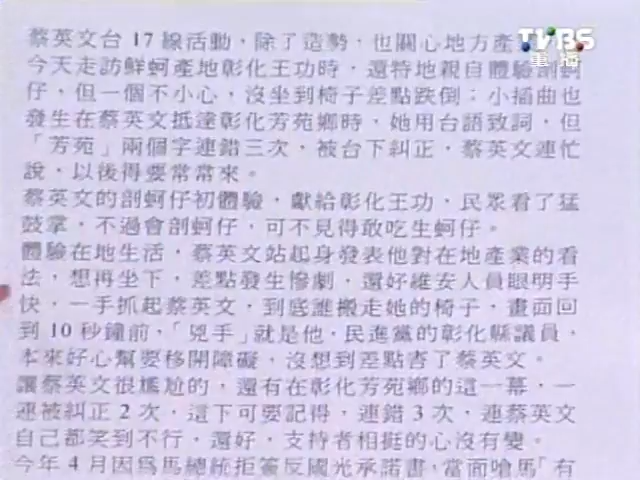 TVBS
重播
蔡英文台 17 線活動，除了造勢，也關心地方產
今天走訪鮮蚵產地彰化王功時，還特地親自體驗剖蚵
仔，但一個不小心，沒坐到椅子差點跌倒；小插曲也
發生在蔡英文抵達彰化芳苑鄉時，她用台語致詞，但
「芳苑」兩個字連錯三次，被台下糾正，蔡英文連忙
說，以後得要常常來。
蔡英文的剖蚵仔初體驗，獻給彰化王功，民眾看了猛
鼓掌，不過會剖蚵仔，可不見得敢吃生蚵仔。
體驗在地生活，蔡英文站起身發表他對在地產業的看
法，想再坐下，差點發生慘劇，還好維安人員眼明手
快，一手抓起蔡英文，到底誰搬走她的椅子，畫面回
到 10 秒鐘前，「兇手」就是他，民進黨的彰化縣議員，
本來好心幫要移開障礙，沒想到差點害了蔡英文。
讓蔡英文很尷尬的，還有在彰化芳苑鄉的這一幕，一
連被糾正 2 次，這下可要記得，連錯 3 次，連蔡英文
自己都笑到不行，還好，支持者相挺的心沒有變。
今年 4 月因為馬總統拒簽反國光承諾書，當面嗆馬「有